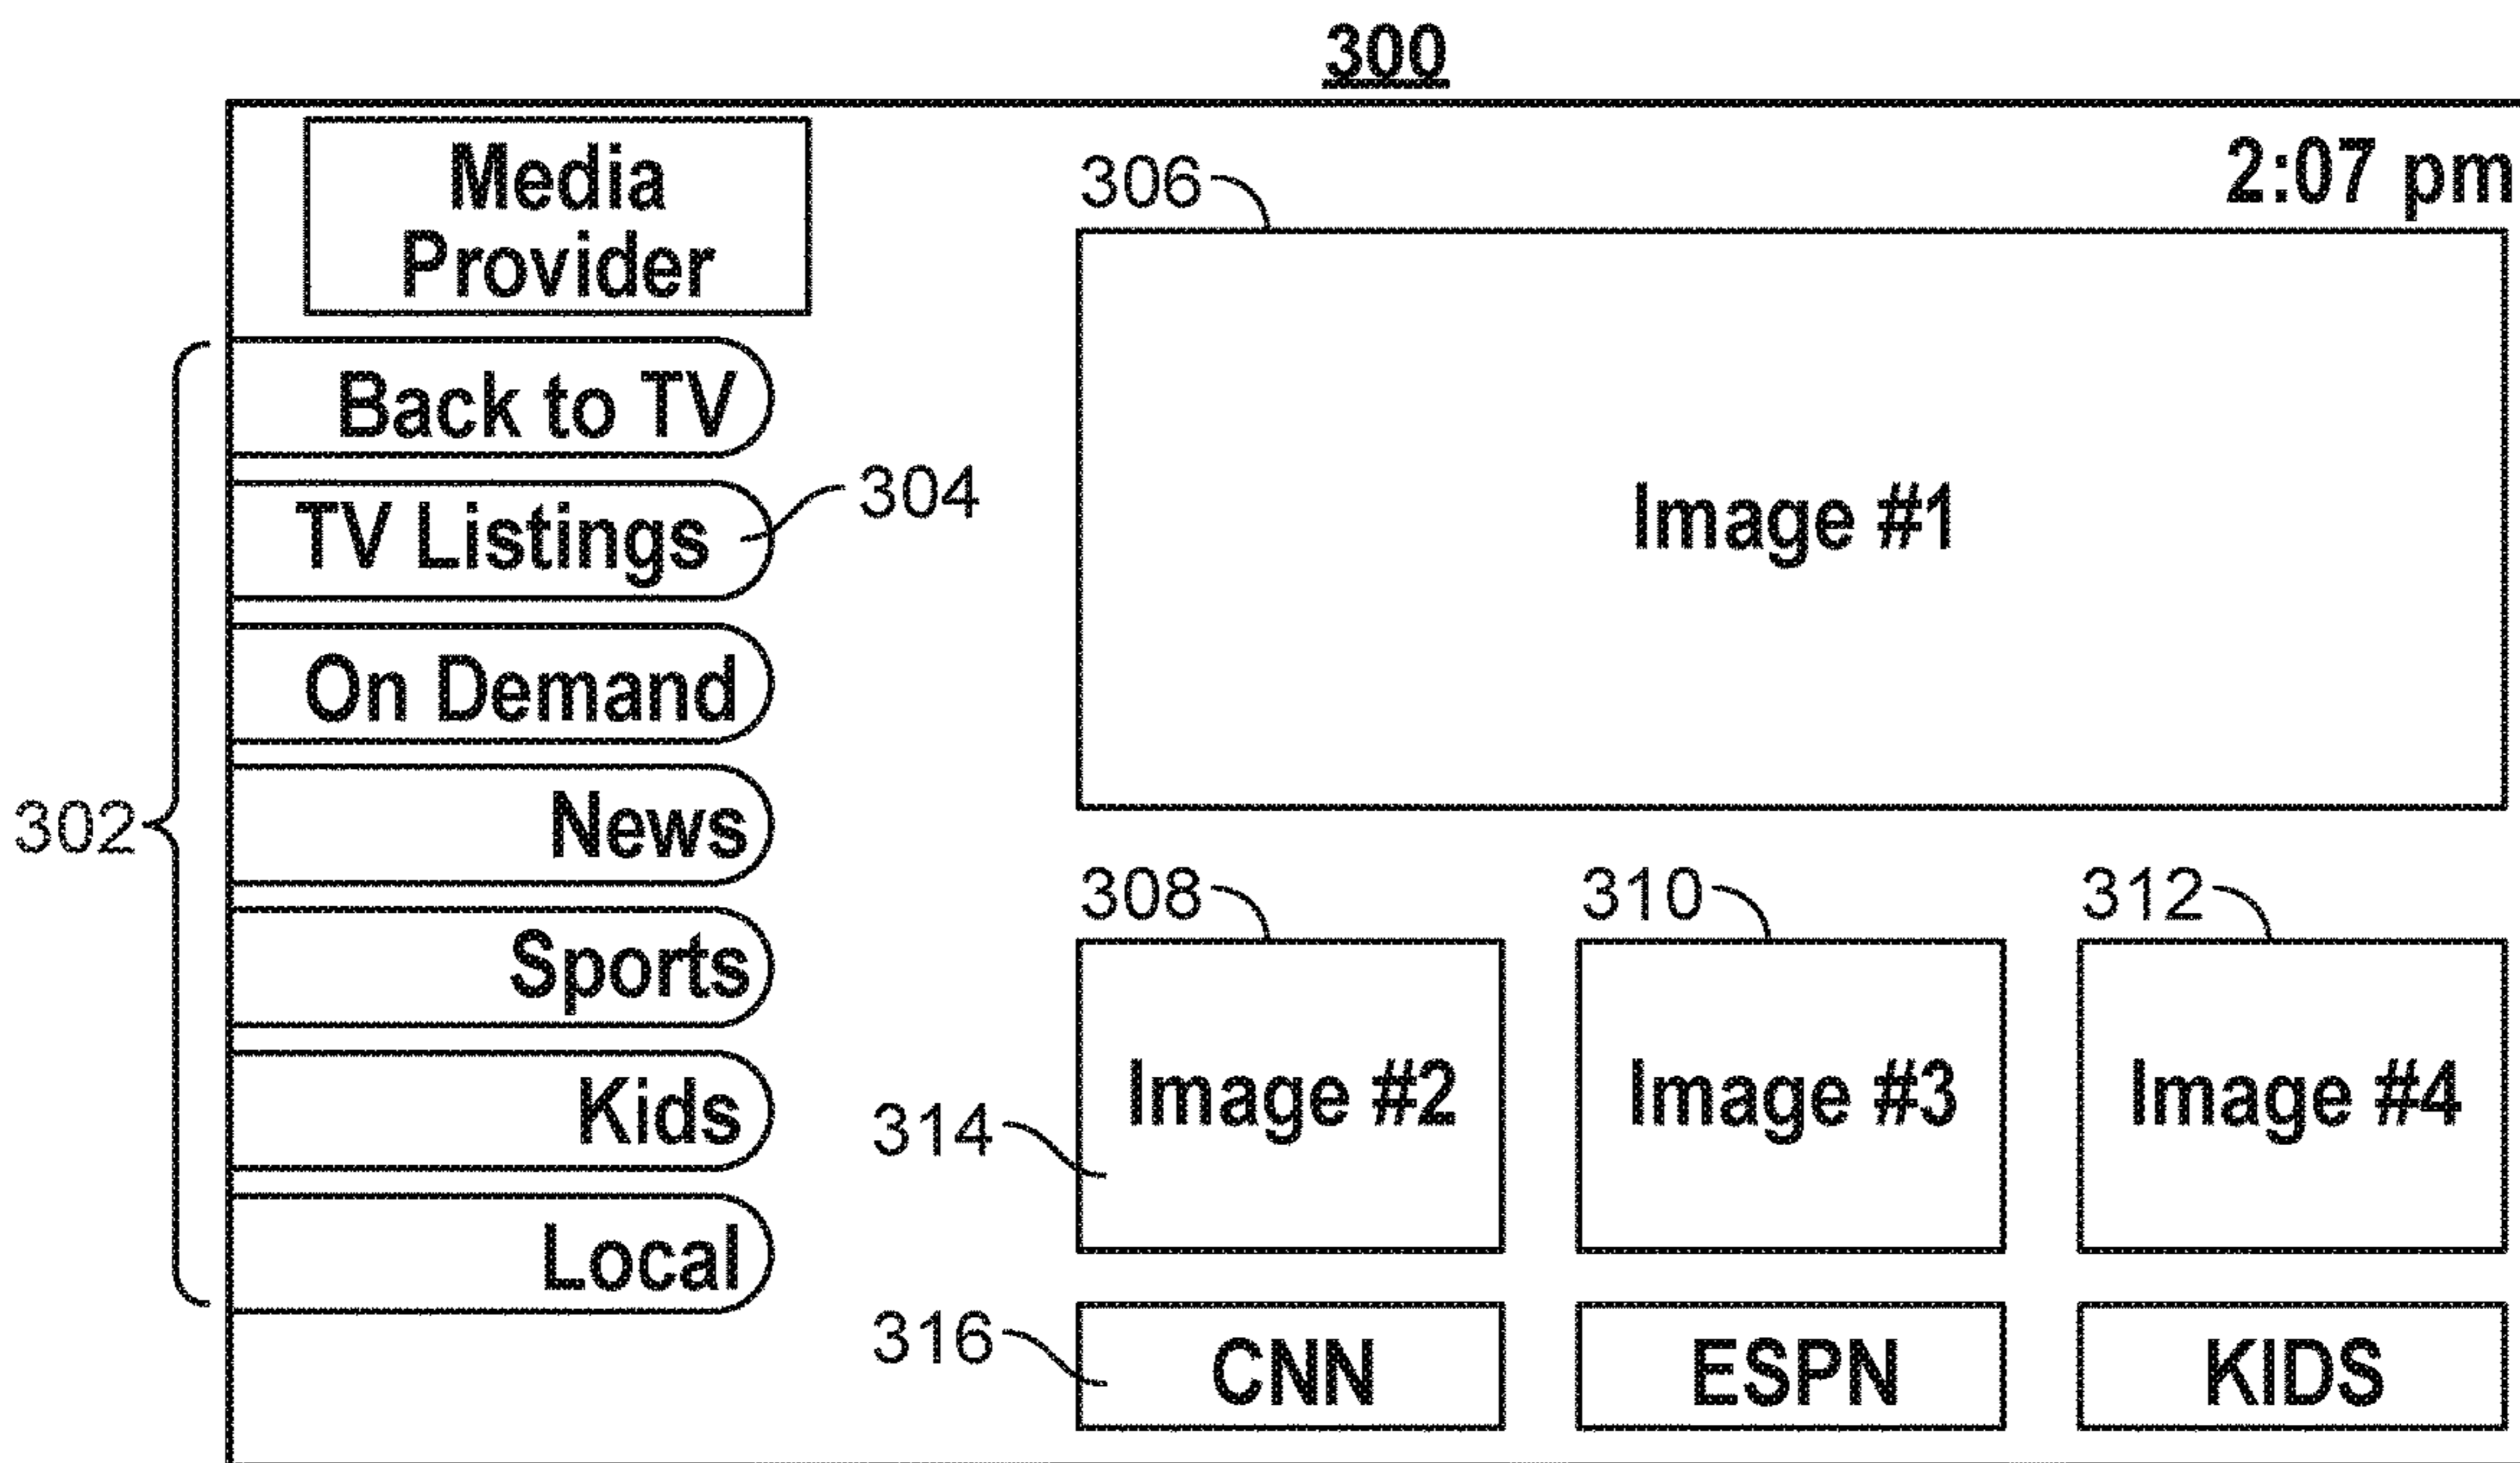 300
Media
Provider
2:07 pm
306
Back to TV
TV Listings
304
Image #1
On Demand
302
News
Sports
Kids
Local
308
310
312
314
Image #2
Image #3
Image #4
316
CNN
ESPN
KIDS